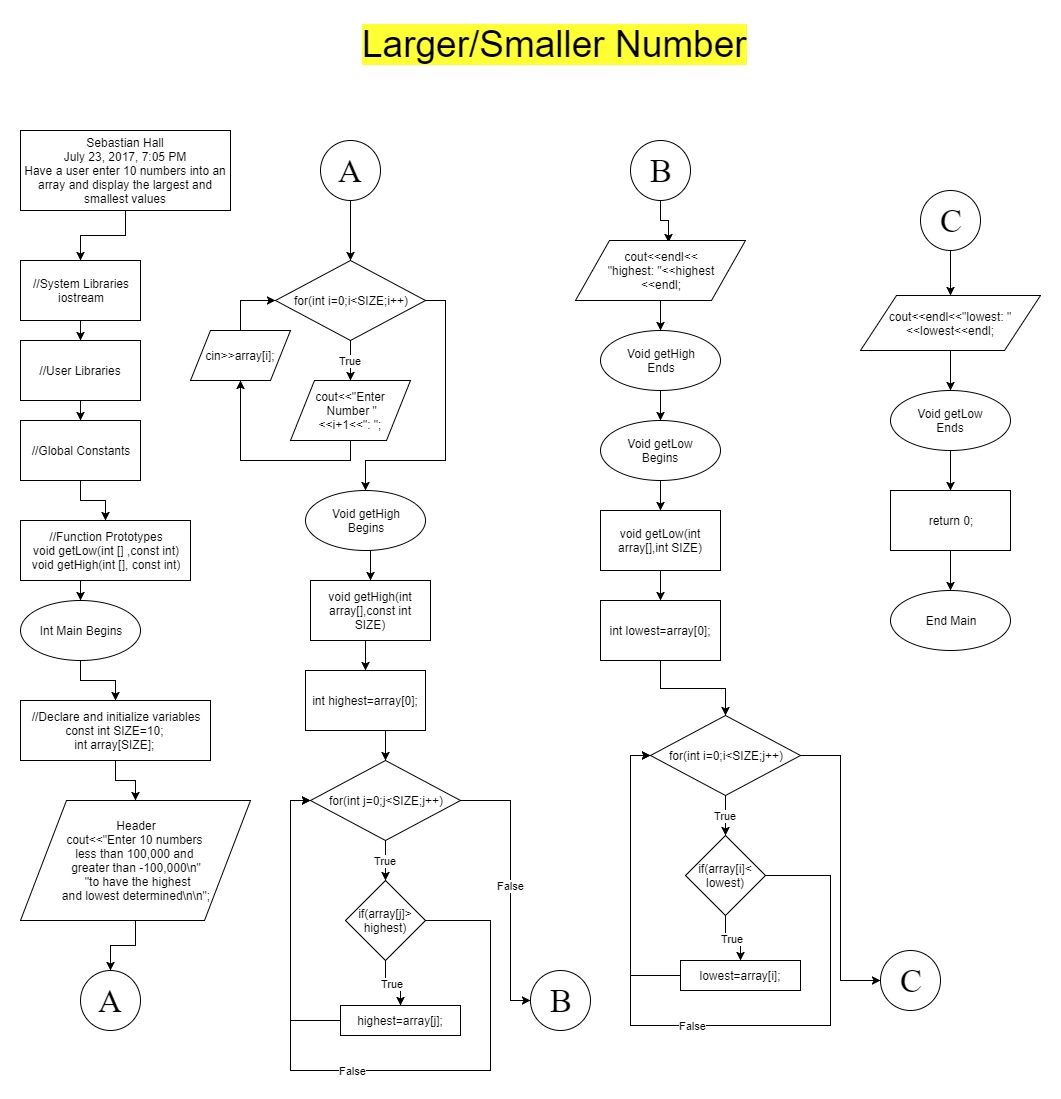 Larger/Smaller Number
Sebastian Hall
July 23, 2017, 7:05 PM
Have a user enter 10 numbers into an
array and display the largest and
smallest values
//System Libraries
iostream
//User Libraries
//Global Constants
//Function Prototypes
void getLow(int [] ,const int)
void getHigh(int [], const int)
Int Main Begins
//Declare and initialize variables
const int SIZE=10;
int array[SIZE];
Header
cout<<"Enter 10 numbers
less than 100,000 and
greater than -100,000\n"
"to have the highest
and lowest determined\n\n";
A
A
for(int i=0;i<SIZE;i++)
True
cout<<"Enter
Number "
<<i+1<<": ";
cin>>array[i];
Void getHigh
Begins
void getHigh(int
array[],const int
SIZE)
int highest=array[0];
for(int j=0;j<SIZE;j++)
True
False
if(array[j]>
highest)
True
highest=array[j];
False
B
B
cout<<endl<<
"highest: "<<highest
<<endl;
Void getHigh
Ends
Void getLow
Begins
void getLow(int
array[],int SIZE)
int lowest=array[0];
for(int i=0;i<SIZE;j++)
True
if(array[i]<
lowest)
True
lowest=array[i];
False
C
C
cout<<endl<<"lowest: "
<<lowest<<endl;
Void getLow
Ends
return 0;
End Main